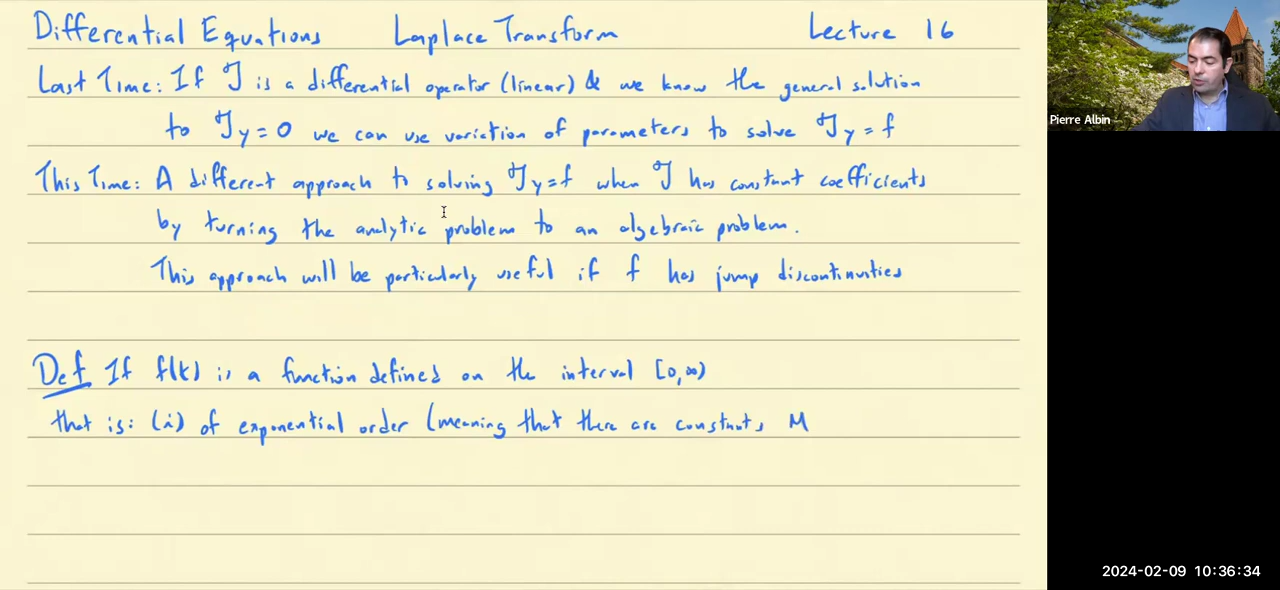 Differential Equations Laplace Transform Lecture 16
Last Time: If 𝒯 is a differential operator (linear) & we know the general solution
to 𝒯y = 0 we can use variation of parameters to solve 𝒯y = f
This Time: A different approach to solving 𝒯y = f when 𝒯 has constant coefficients
by turning the analytic problem to an algebraic problem.
This approach will be particularly useful if f has jump discontinuities
Def If f(t) is a function defined on the interval [0,∞)
that is: (i) of exponential order (meaning that there are constants M
Pierre Albin
2024-02-09 10:36:34